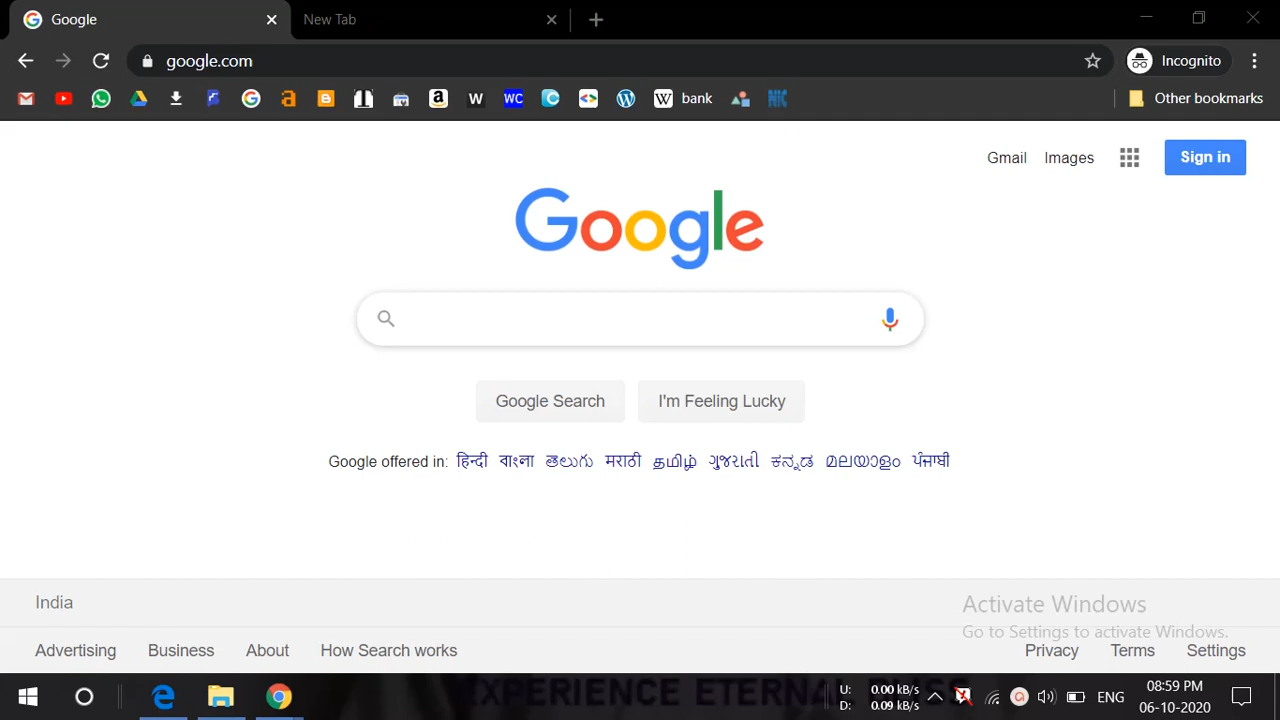 Google
New Tab
google.com
Incognito
bank
Other bookmarks
Gmail Images Sign in
Google
Google Search I'm Feeling Lucky
Google offered in: हिन्दी বাংলা తెలుగు मराठी தமிழ் ગુજરાતી ಕನ್ನಡ മലയാളം ਪੰਜਾਬੀ
India
Activate Windows
Go to Settings to activate Windows.
Advertising Business About How Search works Privacy Terms Settings
EXPERIENCE ETERNAL
U: 0.00 kB/s
D: 0.09 kB/s
ENG
08:59 PM
06-10-2020